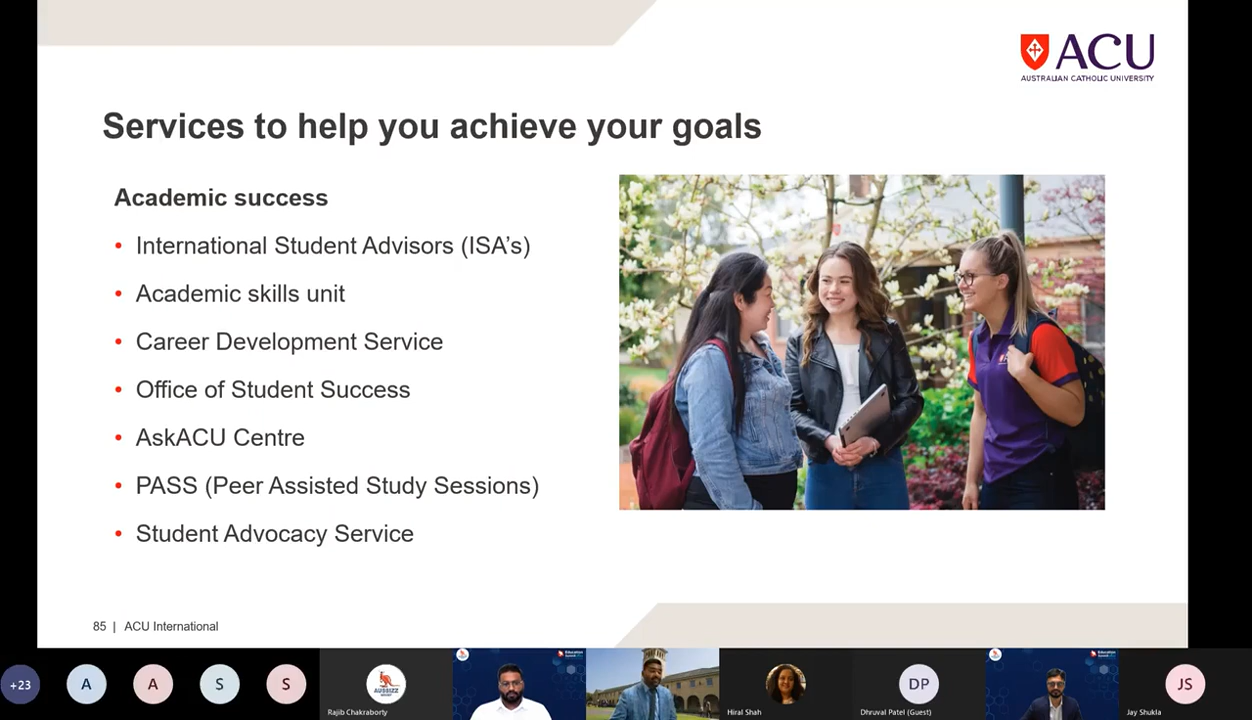 ACU
AUSTRALIAN CATHOLIC UNIVERSITY
Services to help you achieve your goals
Academic success
• International Student Advisors (ISA’s)
• Academic skills unit
• Career Development Service
• Office of Student Success
• AskACU Centre
• PASS (Peer Assisted Study Sessions)
• Student Advocacy Service
85 | ACU International
+23
A
A
S
S
AUSSIZZ
Rajib Chakraborty
Hiral Shah
DP
Dhruval Patel (Guest)
JS
Jay Shukla